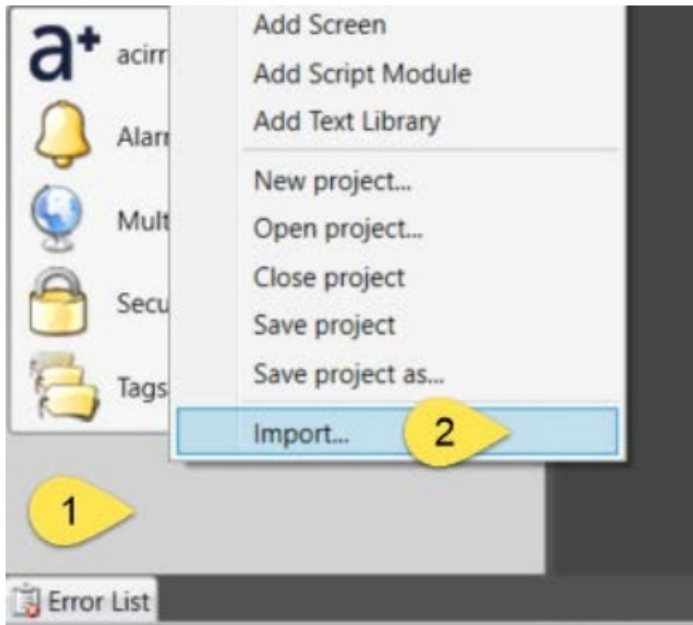 a+ acirr
Add Screen
Add Script Module
Alarr
Add Text Library
New project...
Mult
Open project...
Close project
Secu
Save project
Tags
Save project as...
Import... 2
1
Error List